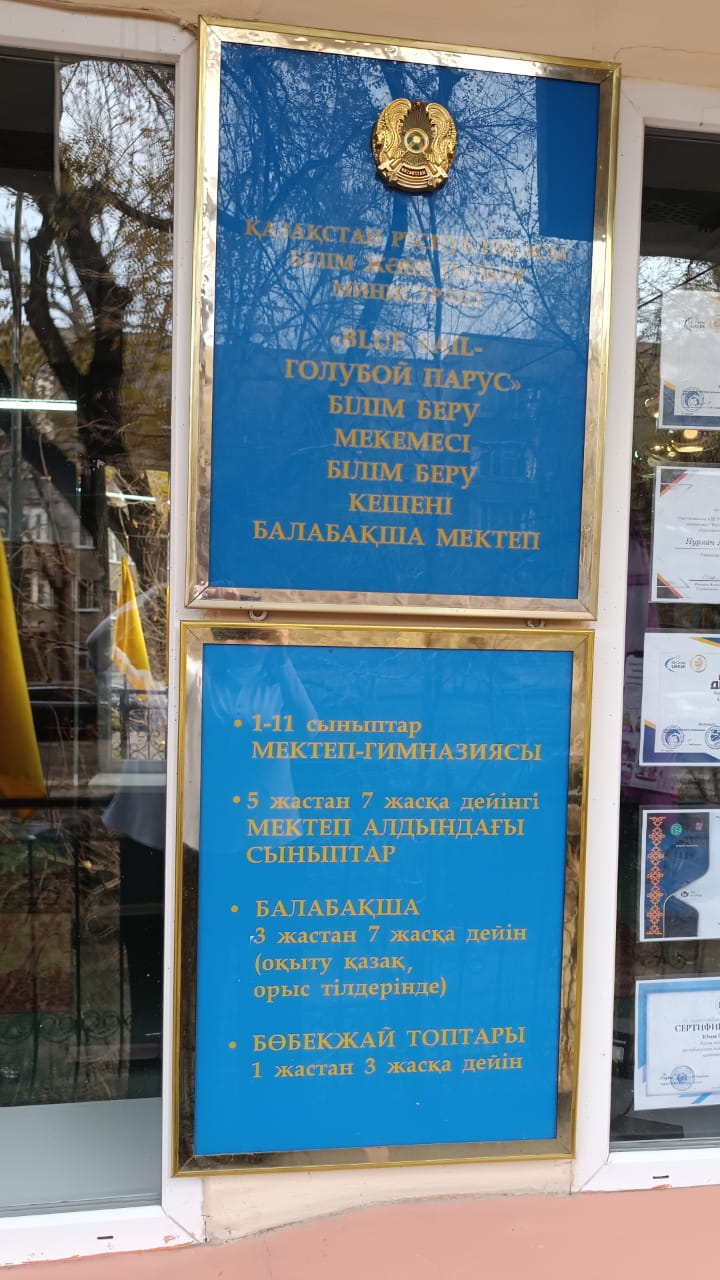 ҚАЗАҚСТАН РЕСПУБЛИКАСЫ
БІЛІМ ЖӘНЕ ҒЫЛЫМ
МИНИСТРЛІГІ
«BLUE SAIL-
ГОЛУБОЙ ПАРУС»
БІЛІМ БЕРУ
МЕКЕМЕСІ
БІЛІМ БЕРУ
КЕШЕНІ
БАЛАБАҚША МЕКТЕП
• 1-11 сыныптар
МЕКТЕП-ГИМНАЗИЯСЫ
• 5 жастан 7 жасқа дейінгі
МЕКТЕП АЛДЫНДАҒЫ
СЫНЫПТАР
• БАЛАБАҚША
3 жастан 7 жасқа дейін
(оқыту қазақ,
орыс тілдерінде)
• БӨБЕКЖАЙ ТОПТАРЫ
1 жастан 3 жасқа дейін
Нурлан
СЕРТИФИ